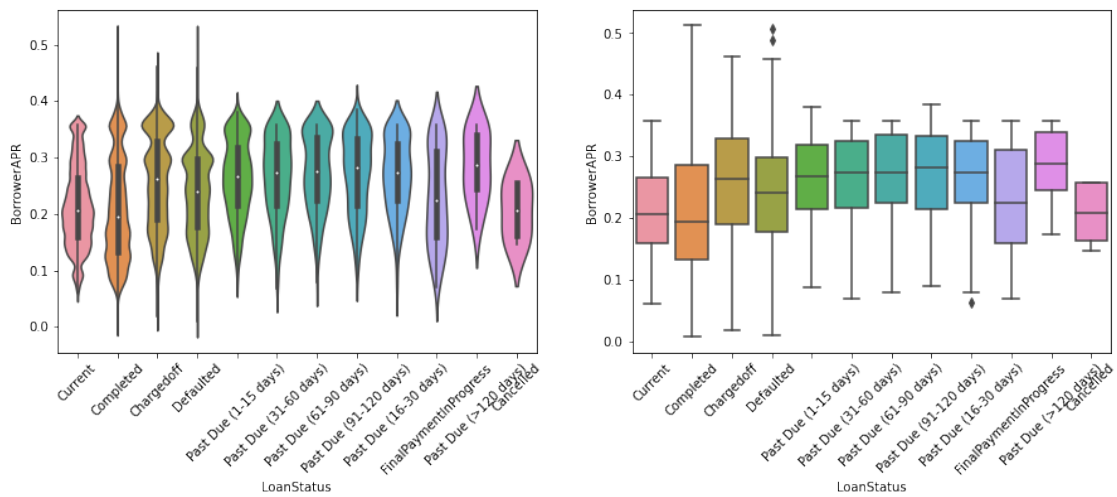 0.5
0.4
0.3
0.2
0.1
0.0
BorrowerAPR
Current
Completed
Chargedoff
Defaulted
Past Due (1-15 days)
Past Due (31-60 days)
Past Due (61-90 days)
Past Due (91-120 days)
Past Due (16-30 days)
FinalPaymentInProgress
Past Due (>120 days)
Cancelled
LoanStatus
0.5
0.4
0.3
0.2
0.1
0.0
BorrowerAPR
Current
Completed
Chargedoff
Defaulted
Past Due (1-15 days)
Past Due (31-60 days)
Past Due (61-90 days)
Past Due (91-120 days)
Past Due (16-30 days)
FinalPaymentInProgress
Past Due (>120 days)
Cancelled
LoanStatus